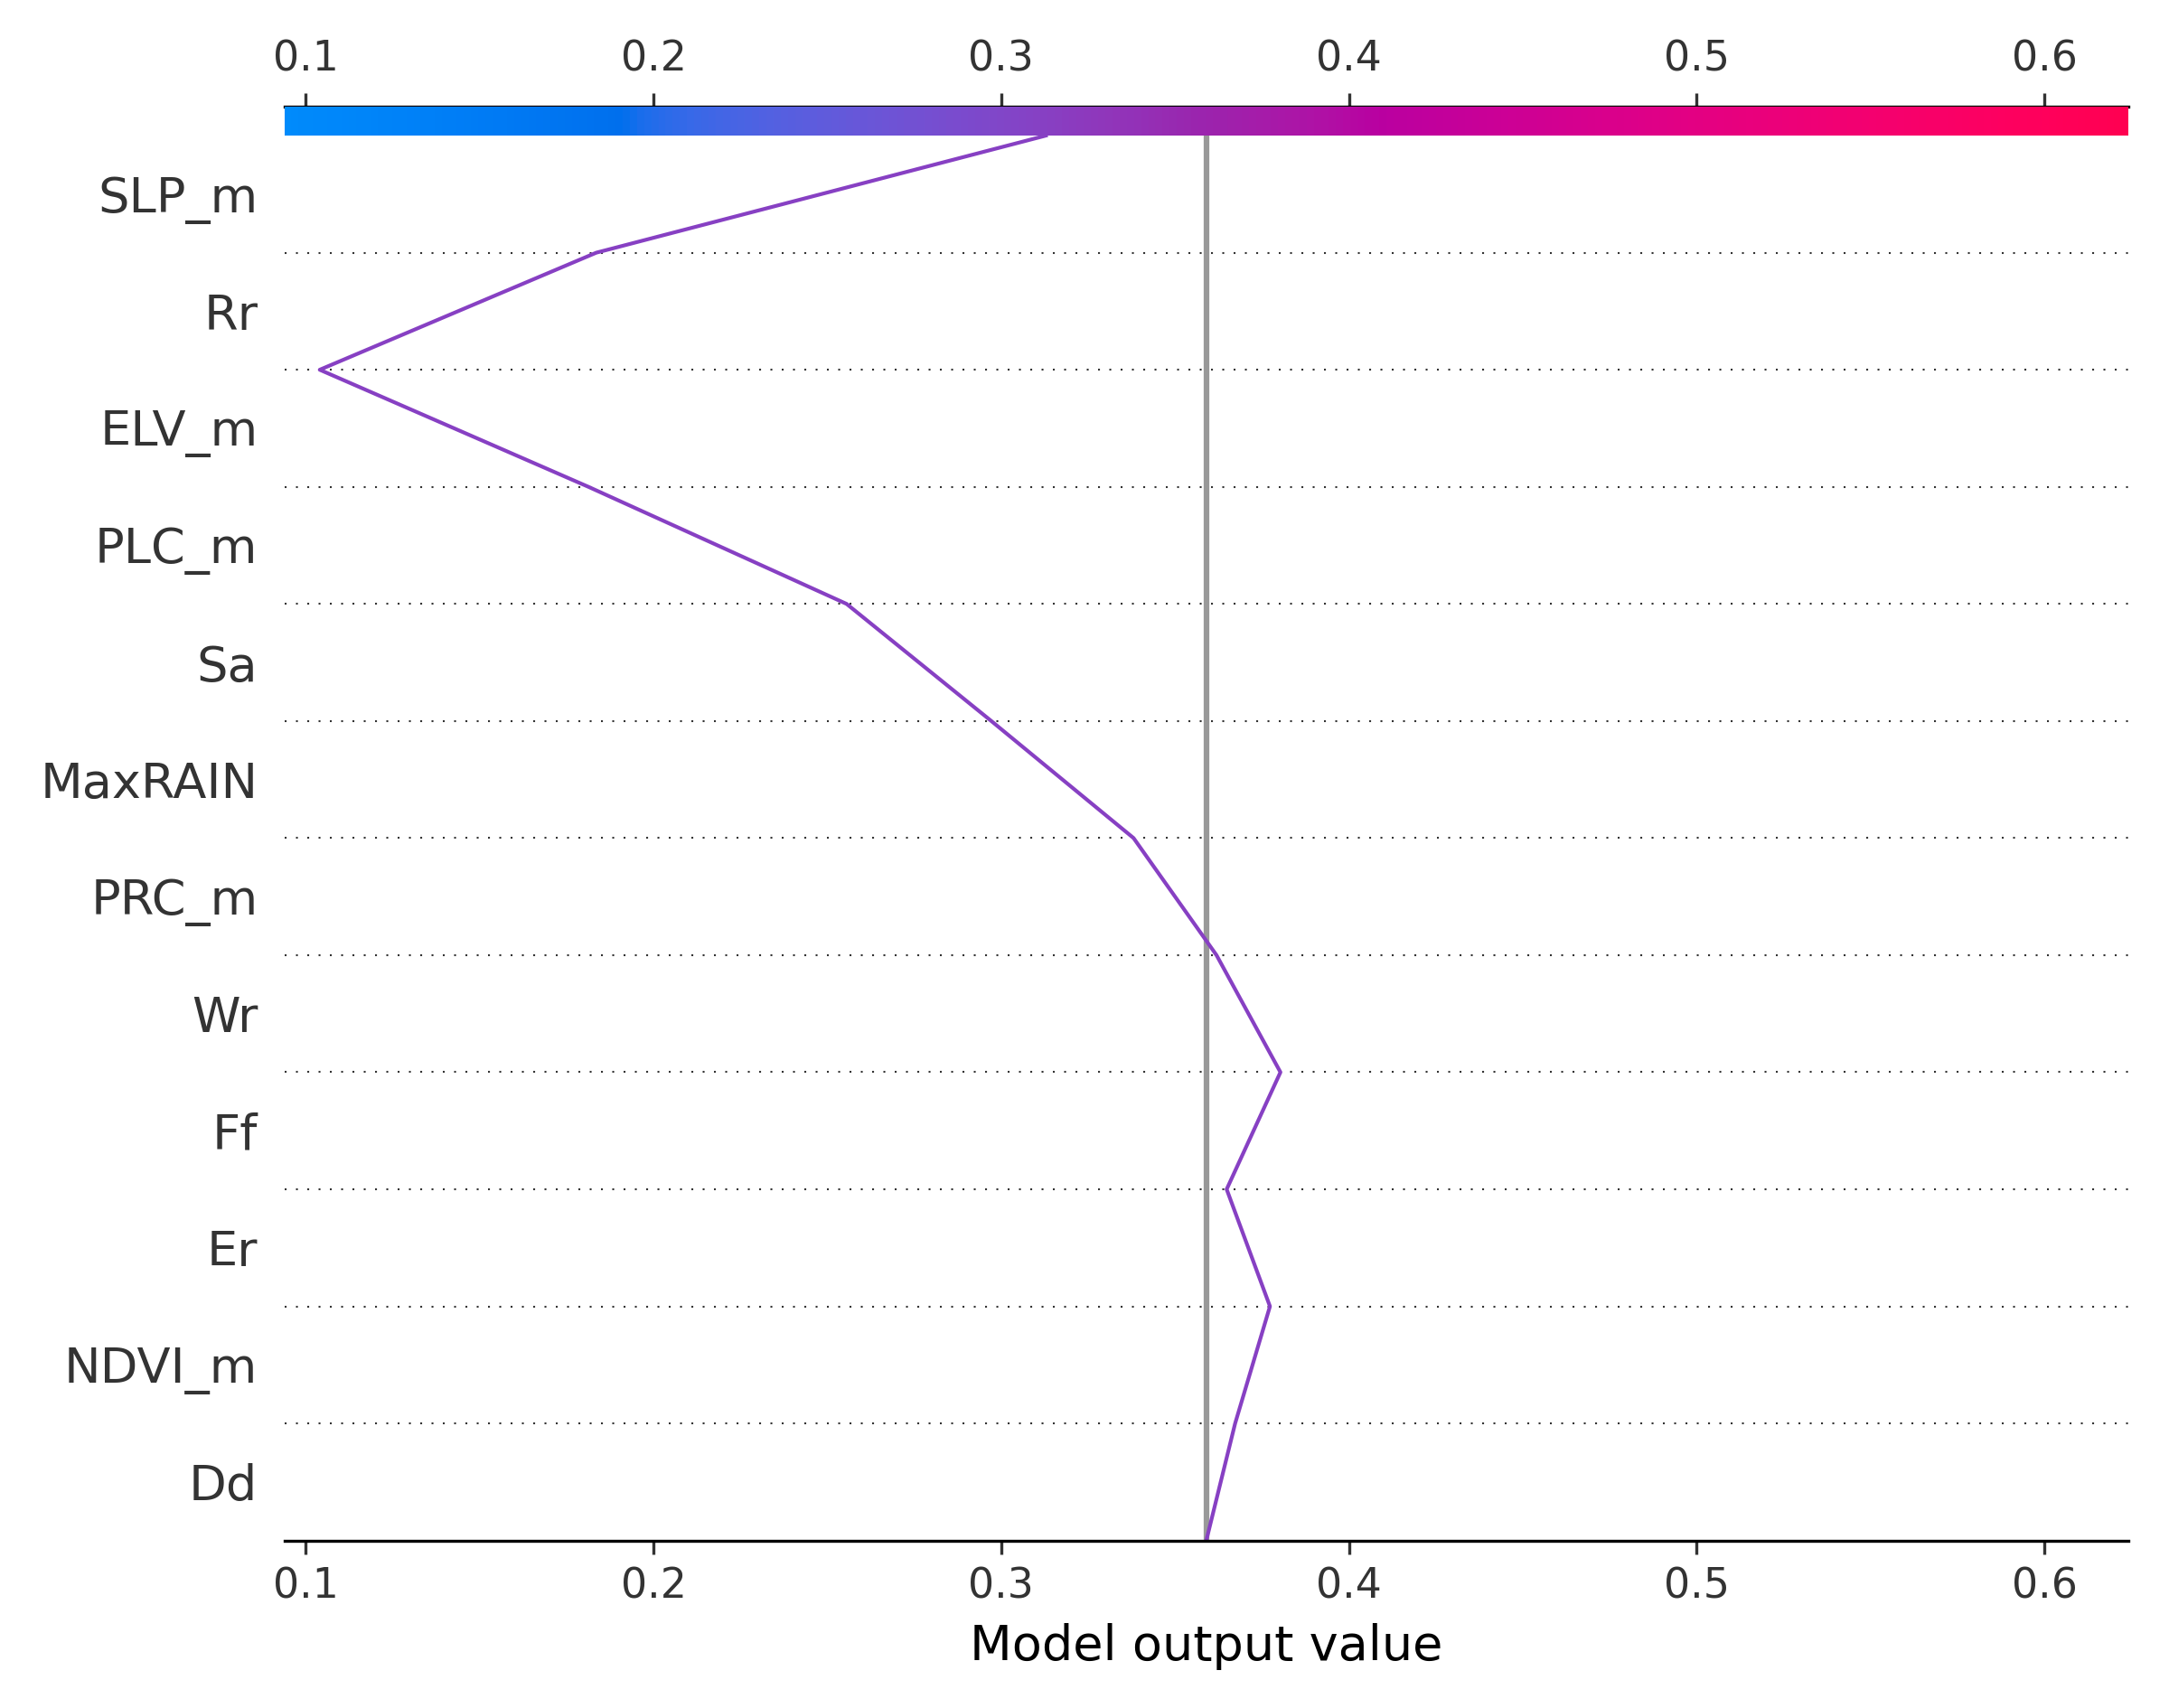 0.1 0.2 0.3 0.4 0.5 0.6
SLP_m
Rr
ELV_m
PLC_m
Sa
MaxRAIN
PRC_m
Wr
Ff
Er
NDVI_m
Dd
0.1 0.2 0.3 0.4 0.5 0.6
Model output value